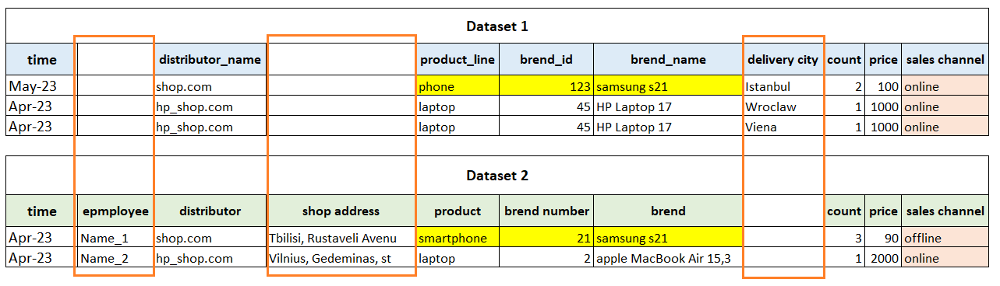 Dataset 1
time distributor_name product_line brend_id brend_name delivery city count price sales channel
May-23 shop.com phone 123 samsung s21 Istanbul 2 100 online
Apr-23 hp_shop.com laptop 45 HP Laptop 17 Wroclaw 1 1000 online
Apr-23 hp_shop.com laptop 45 HP Laptop 17 Viena 1 1000 online
Dataset 2
time epmployee distributor shop address product brend number brend count price sales channel
Apr-23 Name_1 shop.com Tbilisi, Rustaveli Avenu smartphone 21 samsung s21 3 90 offline
Apr-23 Name_2 hp_shop.com Vilnius, Gedeminas, st laptop 2 apple MacBook Air 15,3 1 2000 online